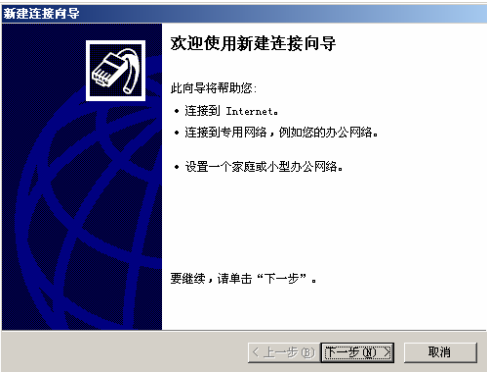 新建连接向导
欢迎使用新建连接向导
此向导将帮助您:
• 连接到 Internet。
• 连接到专用网络，例如您的办公网络。
• 设置一个家庭或小型办公网络。
要继续，请单击“下一步”。
< 上一步(B) 下一步(N) > 取消